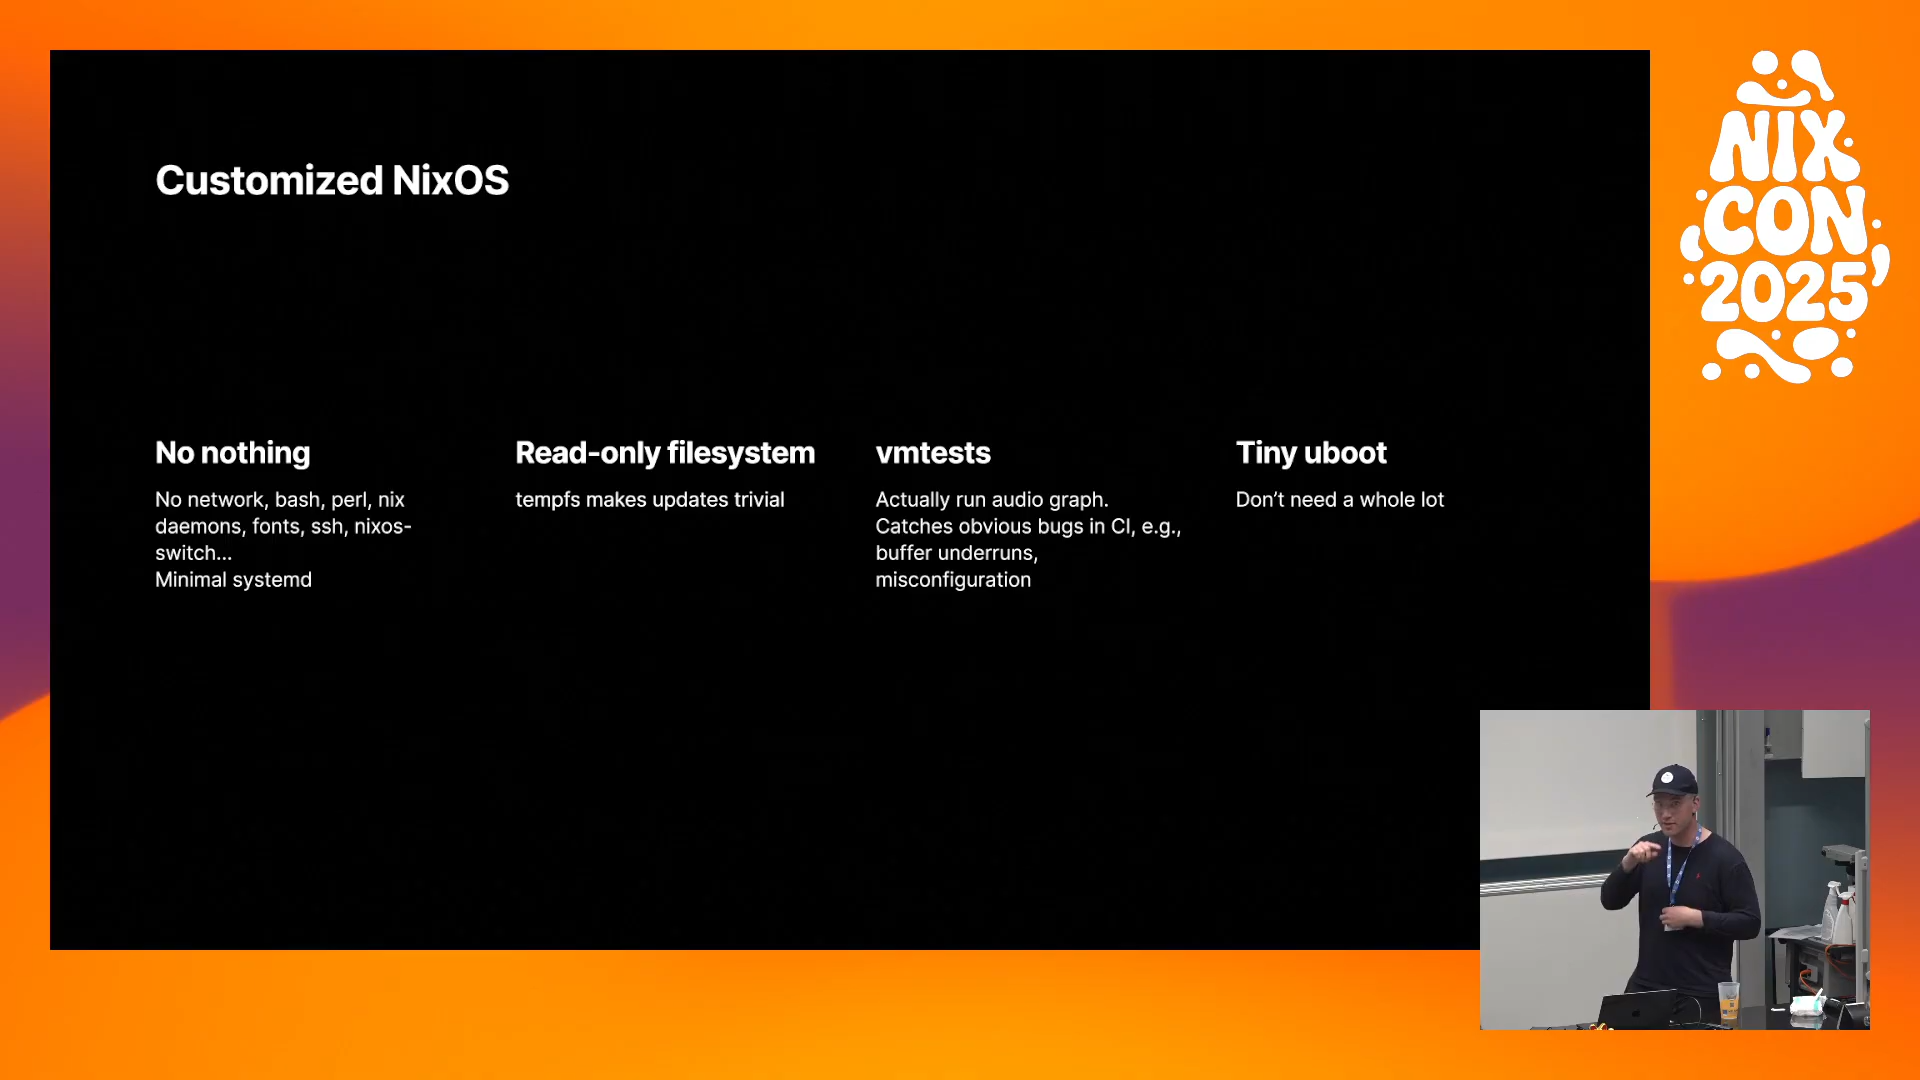 Customized NixOS
No nothing
No network, bash, perl, nix
daemons, fonts, ssh, nixos-
switch...
Minimal systemd
Read-only filesystem
tempfs makes updates trivial
vmtests
Actually run audio graph.
Catches obvious bugs in CI, e.g.,
buffer underruns,
misconfiguration
Tiny uboot
Don’t need a whole lot
NIX
CON
2025